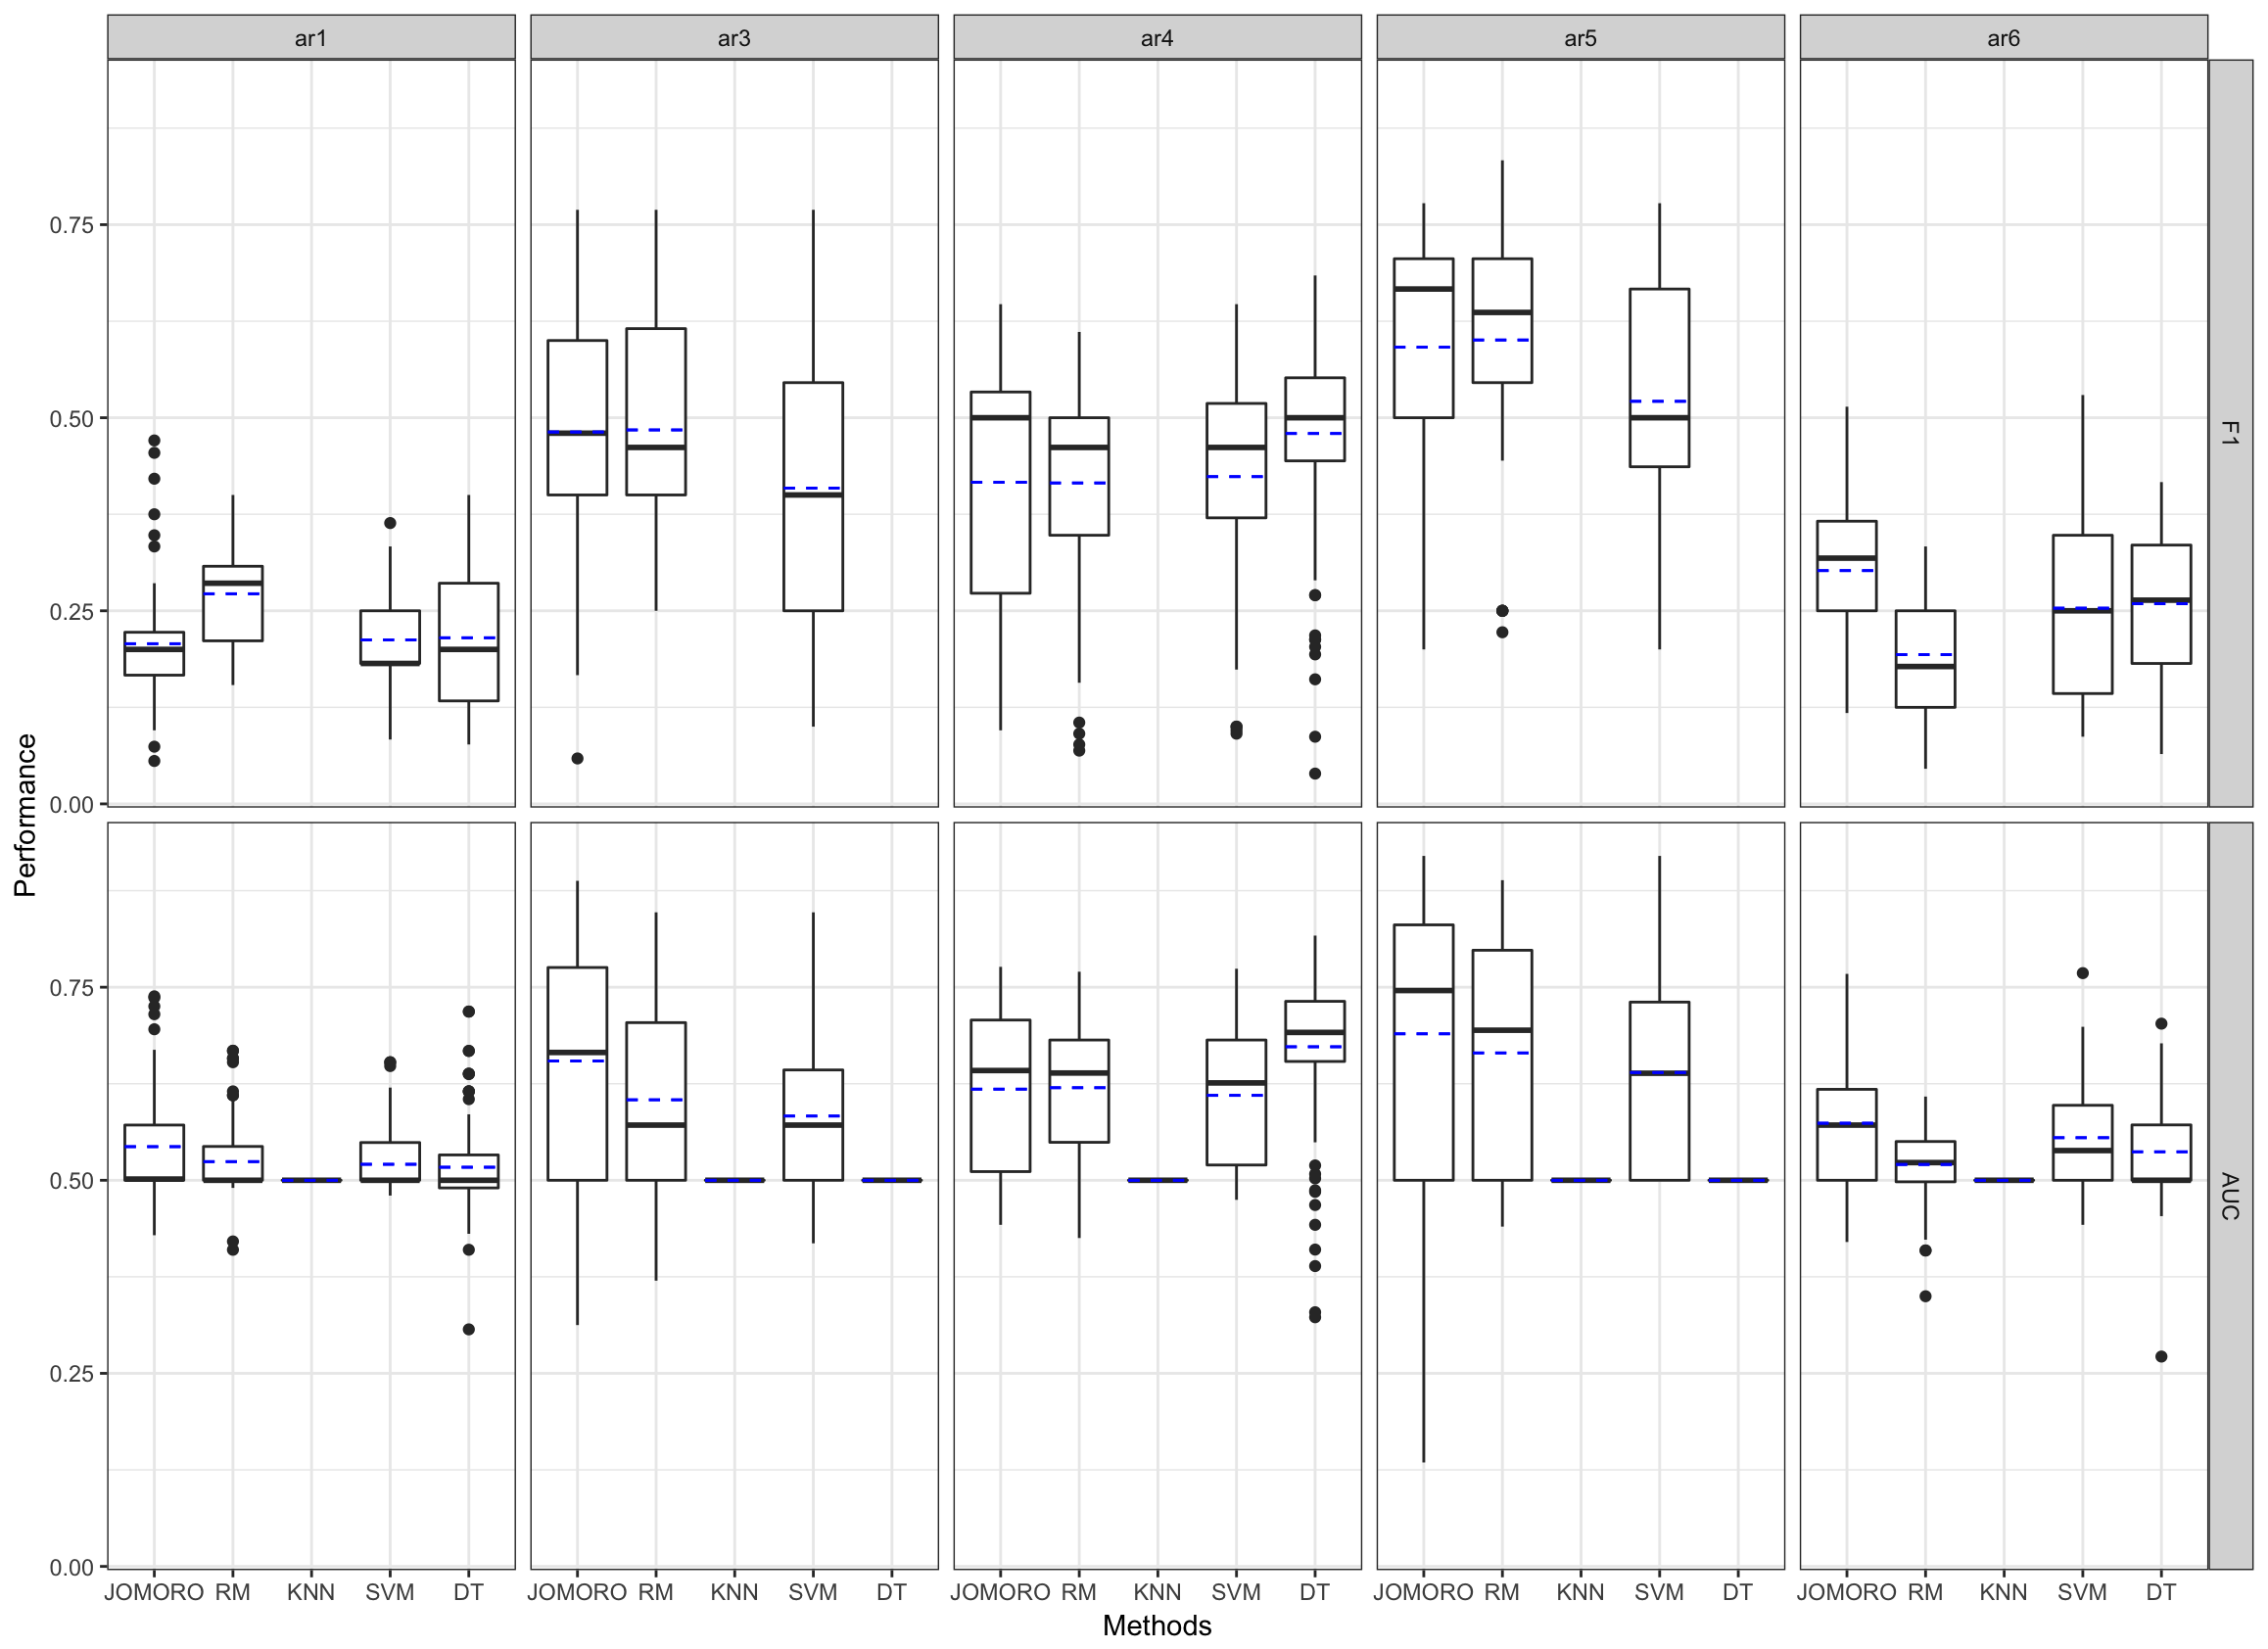 ar1 ar3 ar4 ar5 ar6
Performance
0.75
0.50
0.25
0.00
F1
0.75
0.50
0.25
0.00
AUC
JOMORO RM KNN SVM DT JOMORO RM KNN SVM DT JOMORO RM KNN SVM DT JOMORO RM KNN SVM DT JOMORO RM KNN SVM DT
Methods